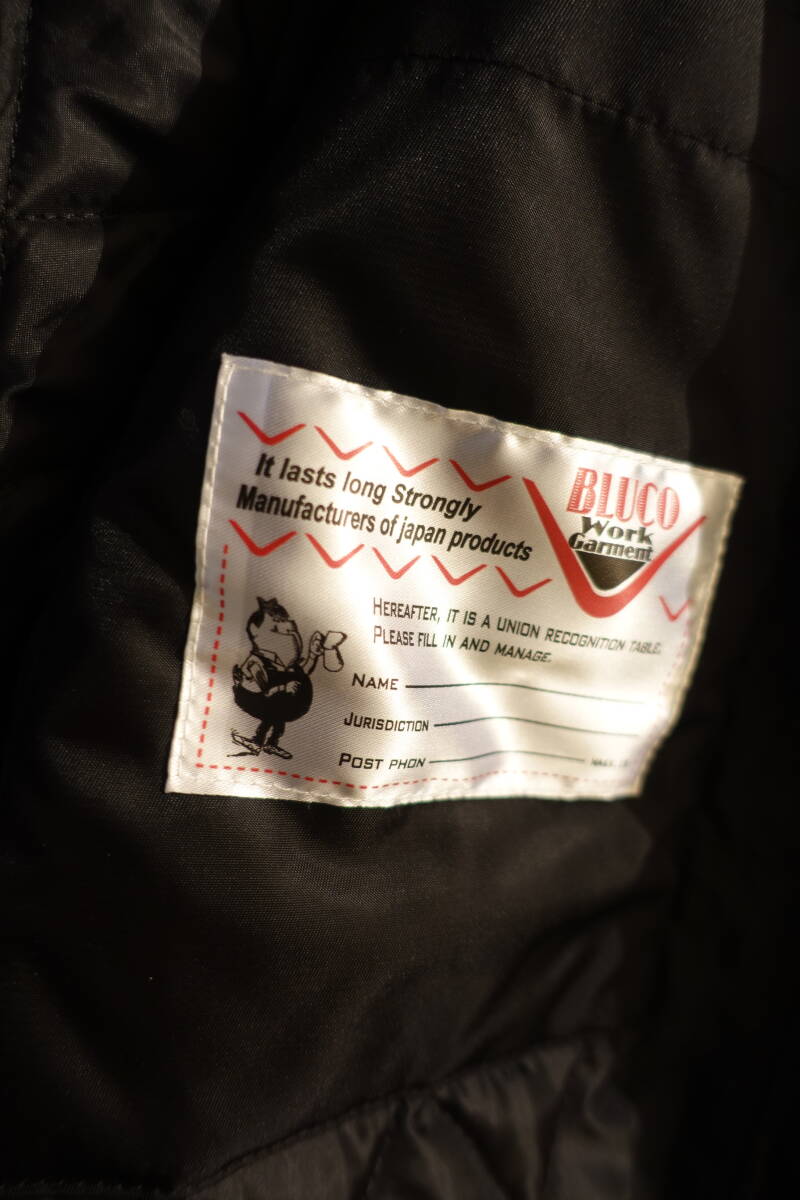 It lasts long Strongly
Manufacturers of japan products
BLUCO
Work
Garment
HEREAFTER, IT IS A UNION RECOGNITION TABLE.
PLEASE FILL IN AND MANAGE.
NAME
JURISDICTION
POST PHON